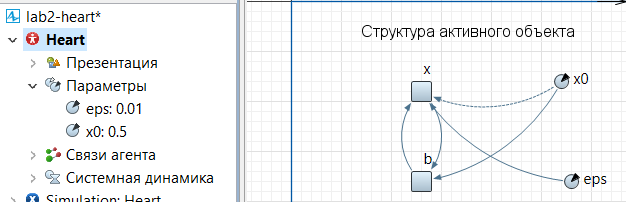 lab2-heart*
Heart
Презентация
Параметры
eps: 0.01
x0: 0.5
Связи агента
Системная динамика
Simulation: Heart
Структура активного объекта
x
x0
b
eps